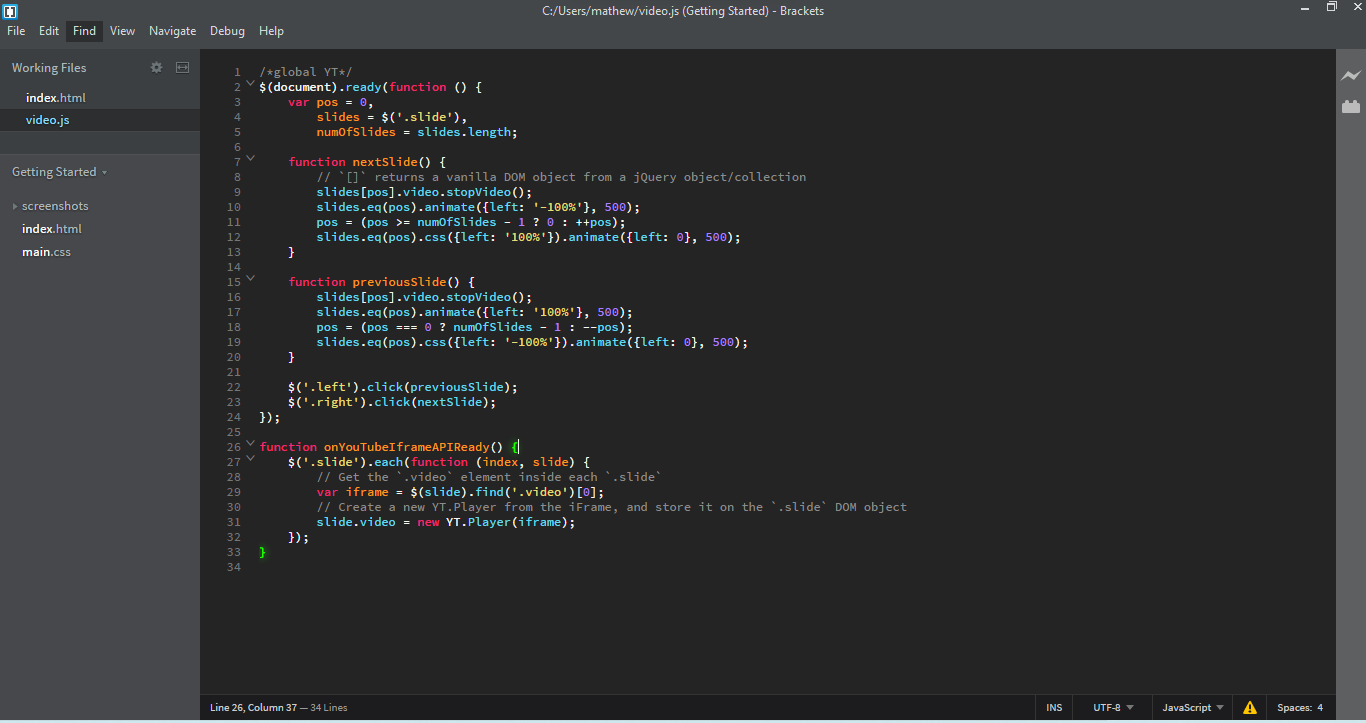 C:/Users/mathew/video.js (Getting Started) - Brackets
File Edit Find View Navigate Debug Help
Working Files
index.html
video.js
Getting Started
screenshots
index.html
main.css
1 /*global YT*/
2 $(document).ready(function () {
3     var pos = 0,
4         slides = $('.slide'),
5         numOfSlides = slides.length;
6
7     function nextSlide() {
8         // `[]` returns a vanilla DOM object from a jQuery object/collection
9         slides[pos].video.stopVideo();
10         slides.eq(pos).animate({left: '-100%'}, 500);
11         pos = (pos >= numOfSlides - 1 ? 0 : ++pos);
12         slides.eq(pos).css({left: '100%'}).animate({left: 0}, 500);
13     }
14
15     function previousSlide() {
16         slides[pos].video.stopVideo();
17         slides.eq(pos).animate({left: '100%'}, 500);
18         pos = (pos === 0 ? numOfSlides - 1 : --pos);
19         slides.eq(pos).css({left: '-100%'}).animate({left: 0}, 500);
20     }
21
22     $('.left').click(previousSlide);
23     $('.right').click(nextSlide);
24 });
25
26 function onYouTubeIframeAPIReady() {
27     $('.slide').each(function (index, slide) {
28         // Get the `.video` element inside each `.slide`
29         var iframe = $(slide).find('.video')[0];
30         // Create a new YT.Player from the iFrame, and store it on the `.slide` DOM object
31         slide.video = new YT.Player(iframe);
32     });
33 }
34
Line 26, Column 37 — 34 Lines
INS UTF-8 JavaScript Spaces: 4